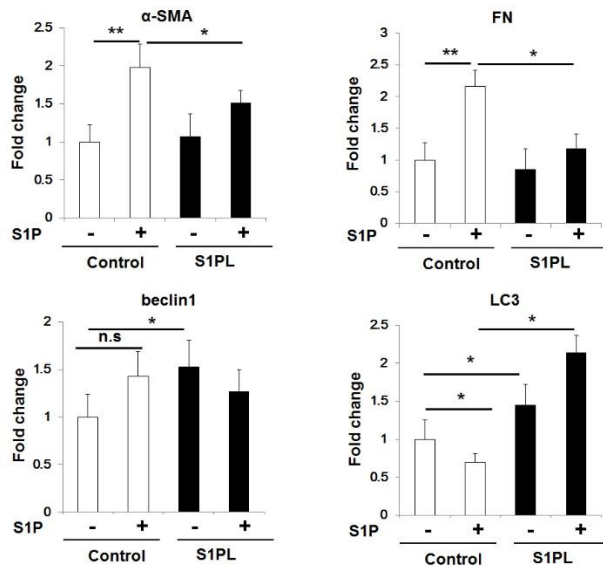 α-SMA
** *
Fold change
2.5
2
1.5
1
0.5
0
S1P - + - +
Control S1PL
FN
** *
Fold change
3
2.5
2
1.5
1
0.5
0
S1P - + - +
Control S1PL
beclin1
*
n.s
Fold change
2
1.5
1
0.5
0
S1P - + - +
Control S1PL
LC3
*
*
*
Fold change
2.5
2
1.5
1
0.5
0
S1P - + - +
Control S1PL